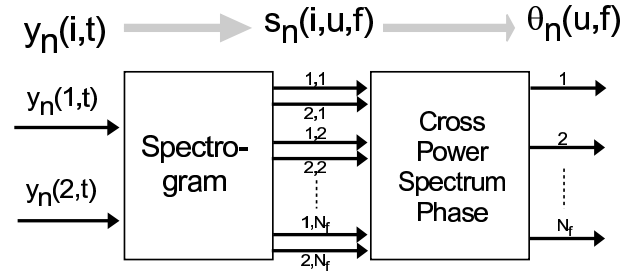 yn(i,t) sn(i,u,f) θn(u,f)
yn(1,t)
yn(2,t)
Spectro-
gram
1,1
2,1
1,2
2,2
1,Nf
2,Nf
Cross
Power
Spectrum
Phase
1
2
Nf